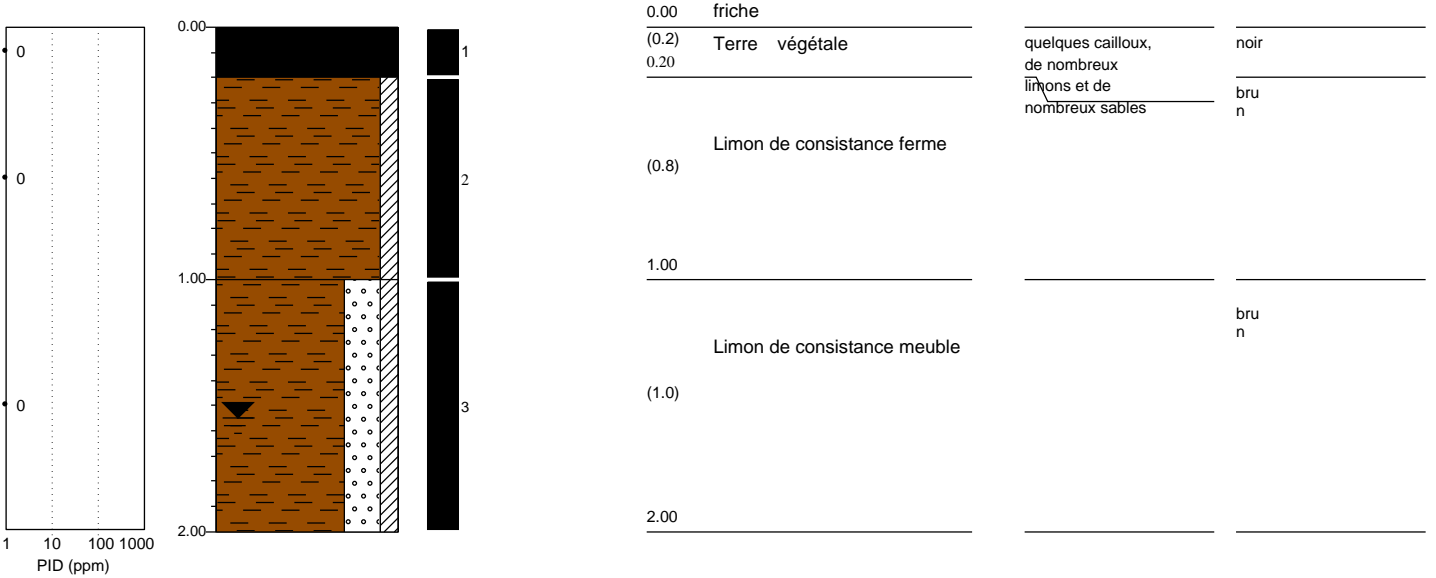 0
0
0
1 10 100 1000
PID (ppm)
0.00
1.00
2.00
1
2
3
0.00 friche
(0.2) Terre végétale
0.20
quelques cailloux,
de nombreux
limons et de
nombreux sables
noir
Limon de consistance ferme
(0.8)
1.00
bru
n
Limon de consistance meuble
(1.0)
2.00
bru
n